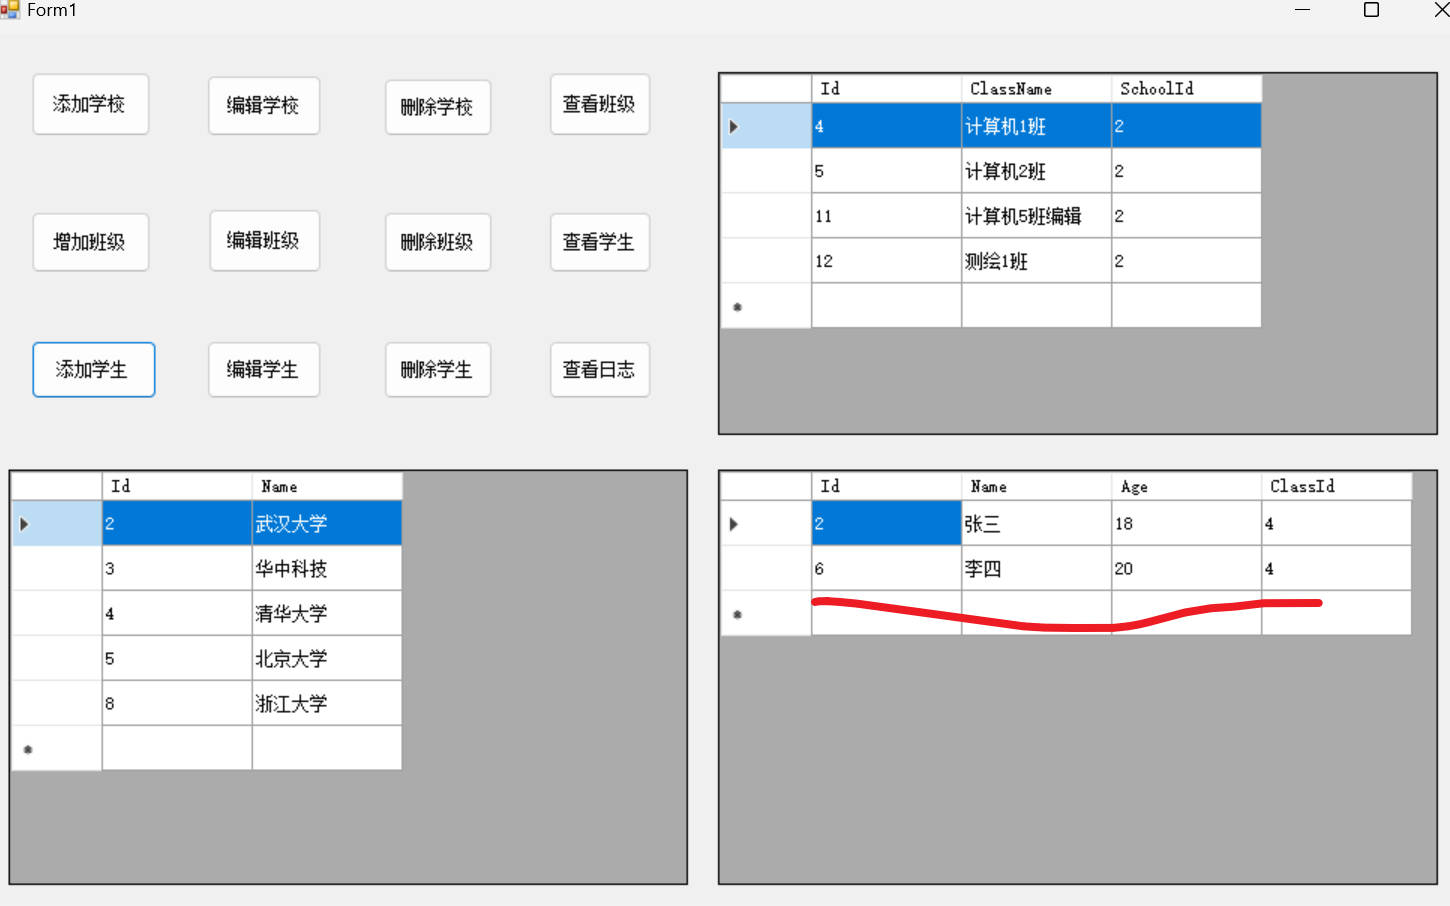 Form1
添加学校 编辑学校 删除学校 查看班级
增加班级 编辑班级 删除班级 查看学生
添加学生 编辑学生 删除学生 查看日志
Id ClassName SchoolId
4 计算机1班 2
5 计算机2班 2
11 计算机5班编辑 2
12 测绘1班 2
Id Name
2 武汉大学
3 华中科技
4 清华大学
5 北京大学
8 浙江大学
Id Name Age ClassId
2 张三 18 4
6 李四 20 4